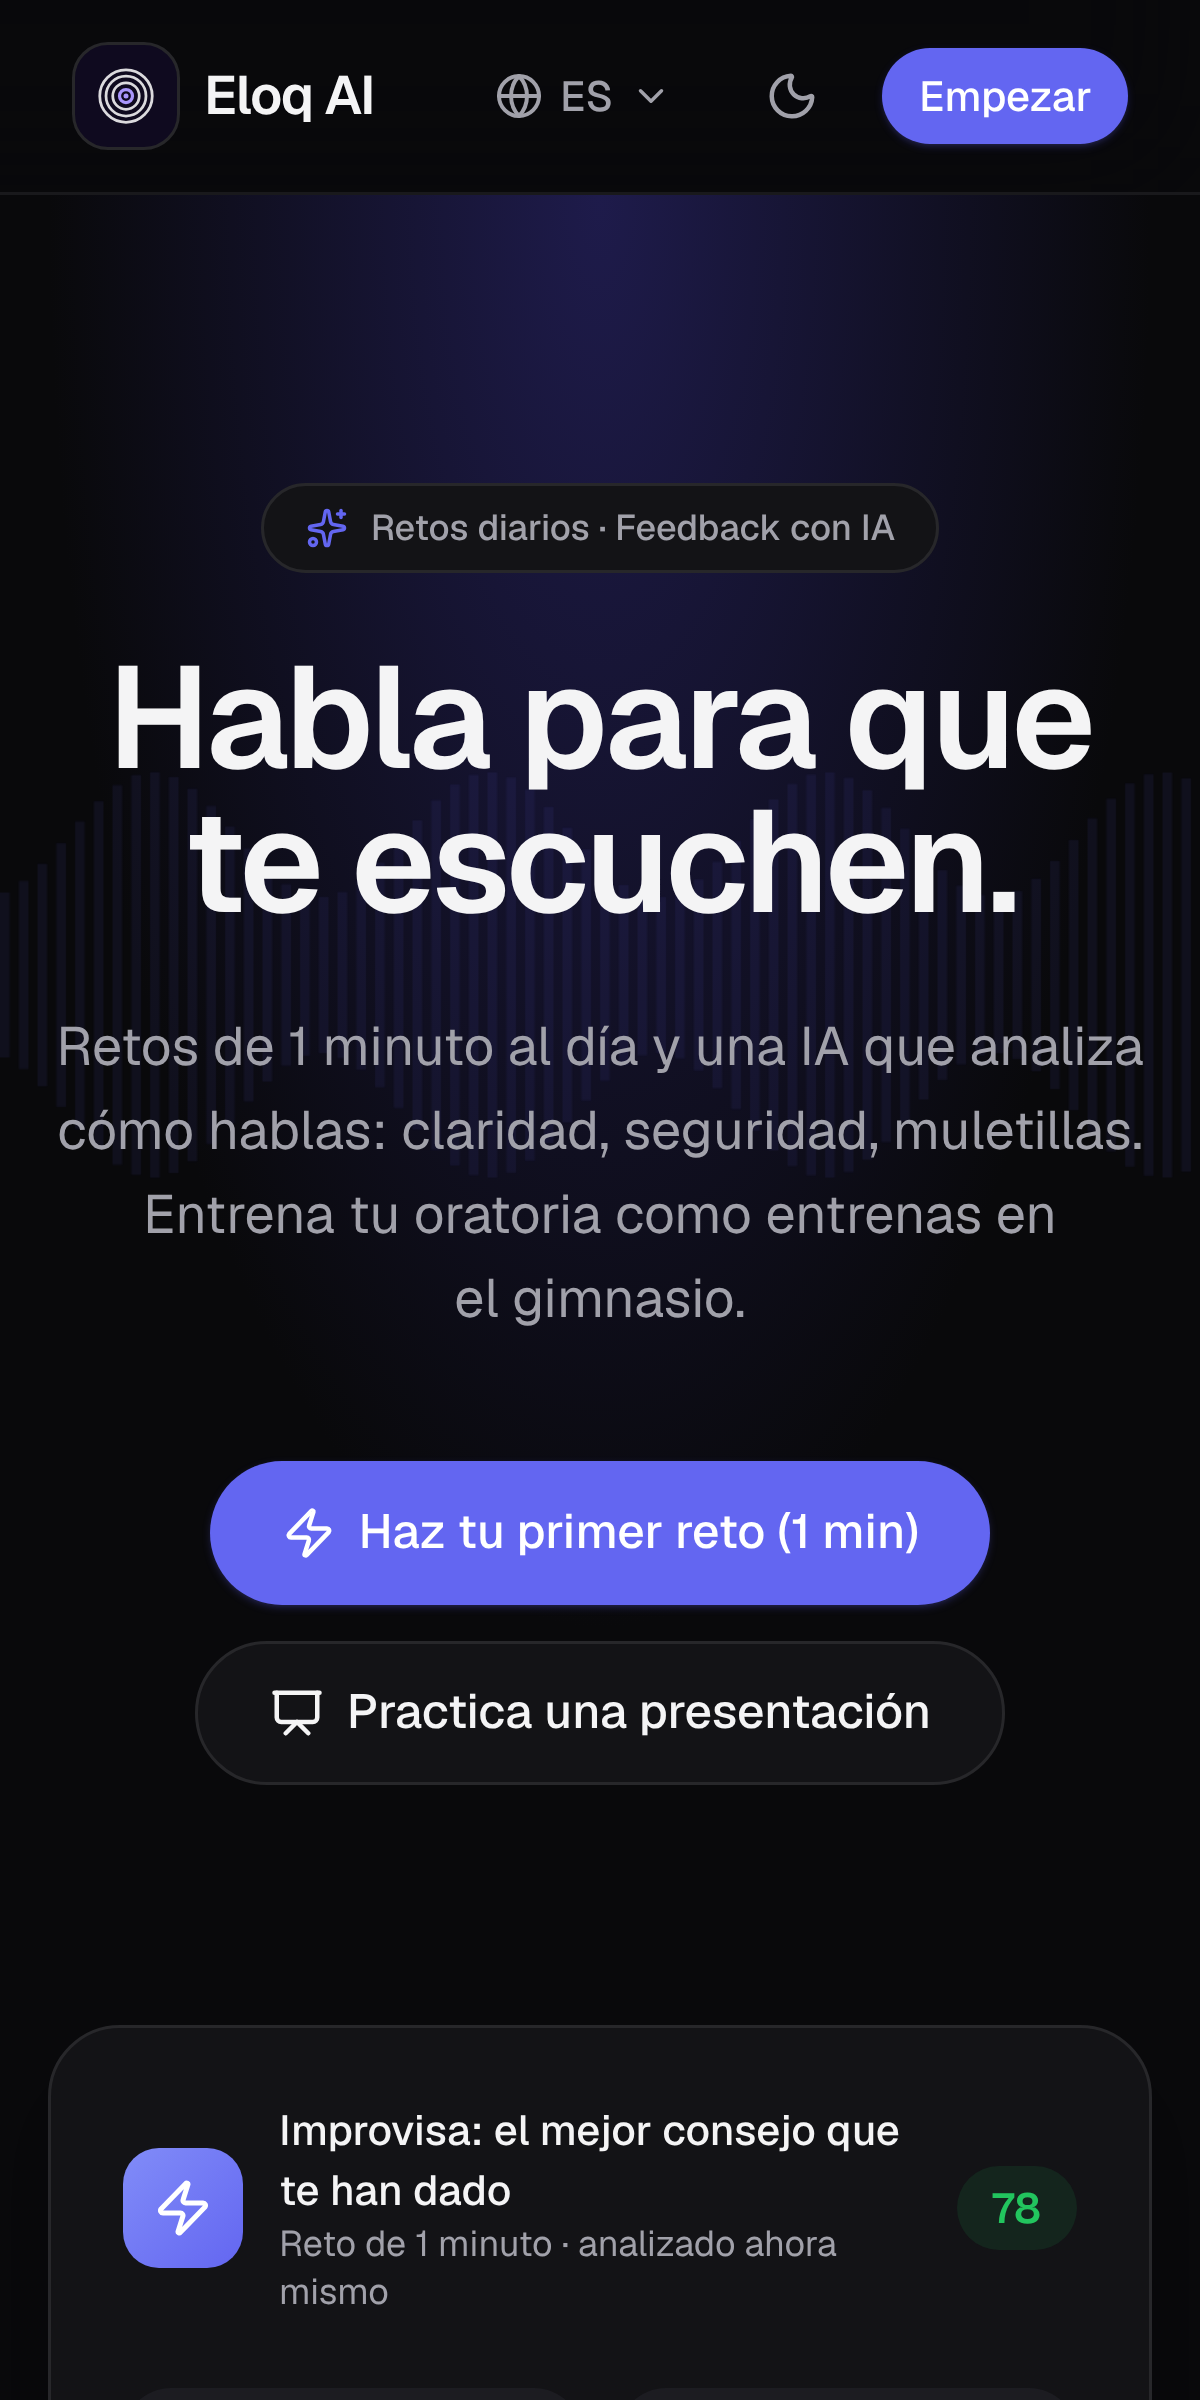 Eloq AI
ES
Empezar
Retos diarios · Feedback con IA
Habla para que
te escuchen.
Retos de 1 minuto al día y una IA que analiza
cómo hablas: claridad, seguridad, muletillas.
Entrena tu oratoria como entrenas en
el gimnasio.
Haz tu primer reto (1 min)
Practica una presentación
Improvisa: el mejor consejo que
te han dado
78
Reto de 1 minuto · analizado ahora
mismo